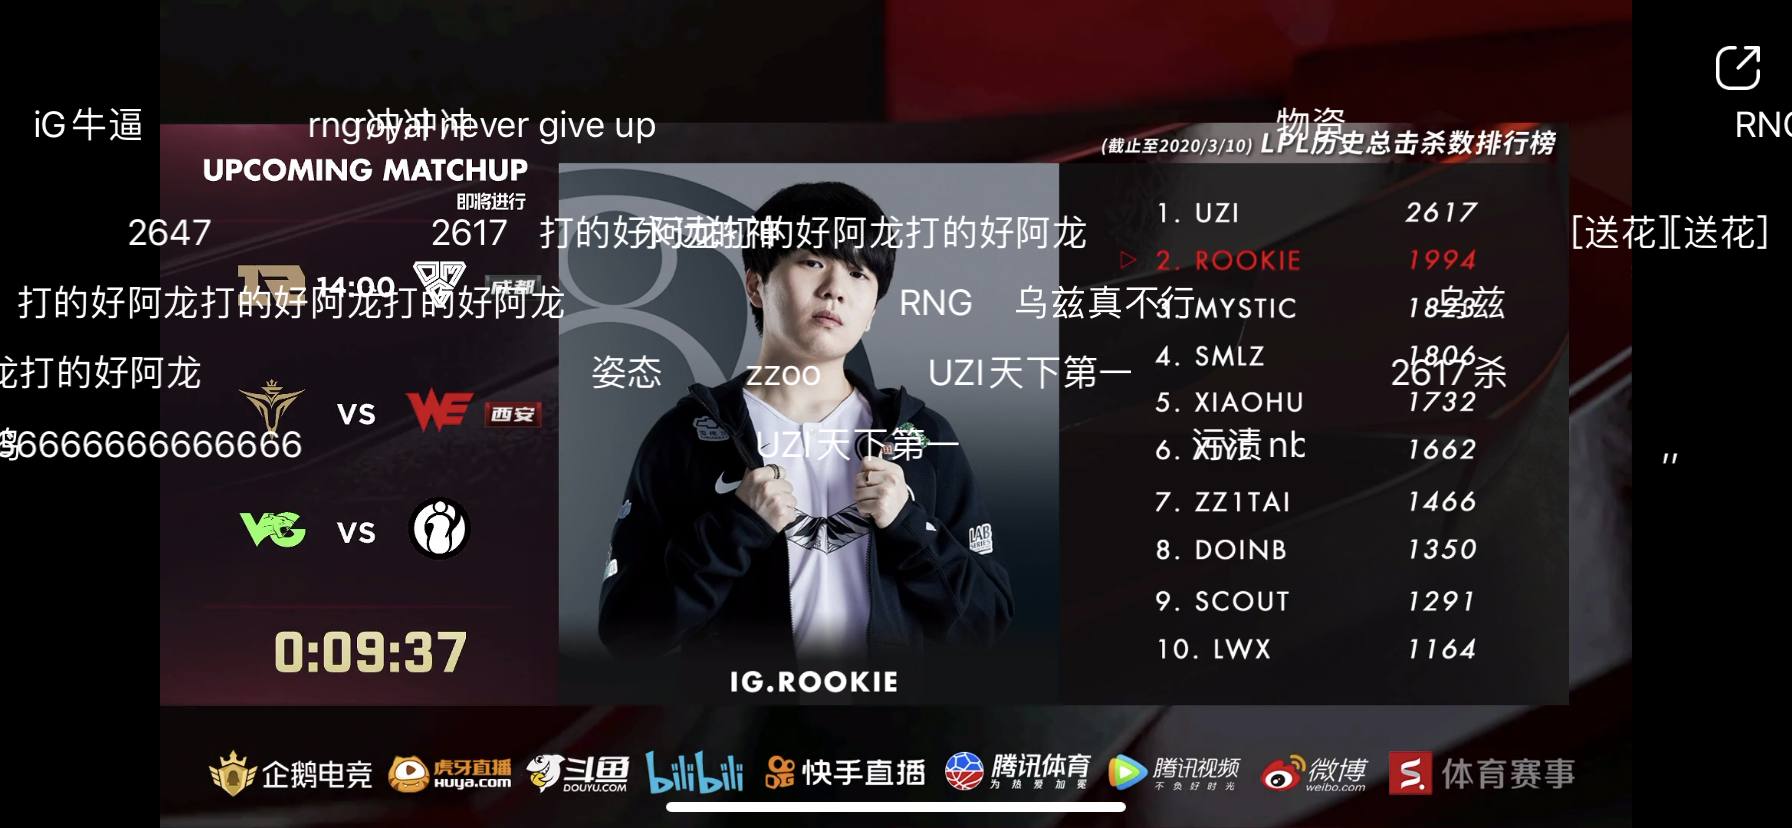 iG牛逼
rng冲冲冲
royal never give up
物资
RNG
UPCOMING MATCHUP
即将进行
(截止至2020/3/10) LPL历史总击杀数排行榜
2647
2617
打的好阿龙打的好阿龙打的好阿龙
[送花][送花]
14:00
成都
打的好阿龙打的好阿龙打的好阿龙
RNG
乌兹真不行
乌兹
龙打的好阿龙
姿态
zzoo
UZI天下第一
2617杀
VS
WE
西安
66666666666666
UZI天下第一
nb
"
VG
VS
0:09:37
LAB
SERIES
IG.ROOKIE
1. UZI 2617
2. ROOKIE 1994
3. MYSTIC 1823
4. SMLZ 1806
5. XIAOHU 1732
6. 1662
7. ZZ1TAI 1466
8. DOINB 1350
9. SCOUT 1291
10. LWX 1164
企鹅电竞
虎牙直播
HUYA.COM
斗鱼
DOUYU.COM
bilibili
快手直播
腾讯体育
为热爱加冕
腾讯视频
不负好时光
微博
weibo.com
体育赛事